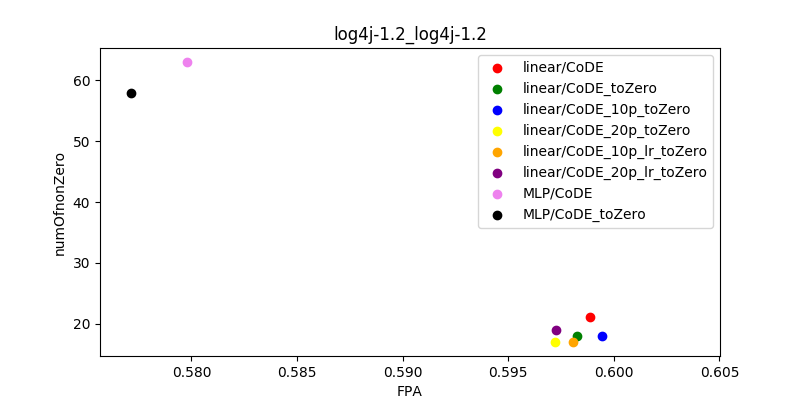 log4j-1.2_log4j-1.2
linear/CoDE
linear/CoDE_toZero
linear/CoDE_10p_toZero
linear/CoDE_20p_toZero
linear/CoDE_10p_lr_toZero
linear/CoDE_20p_lr_toZero
MLP/CoDE
MLP/CoDE_toZero
numOfnonZero
60
50
40
30
20
0.580
0.585
0.590
0.595
0.600
0.605
FPA